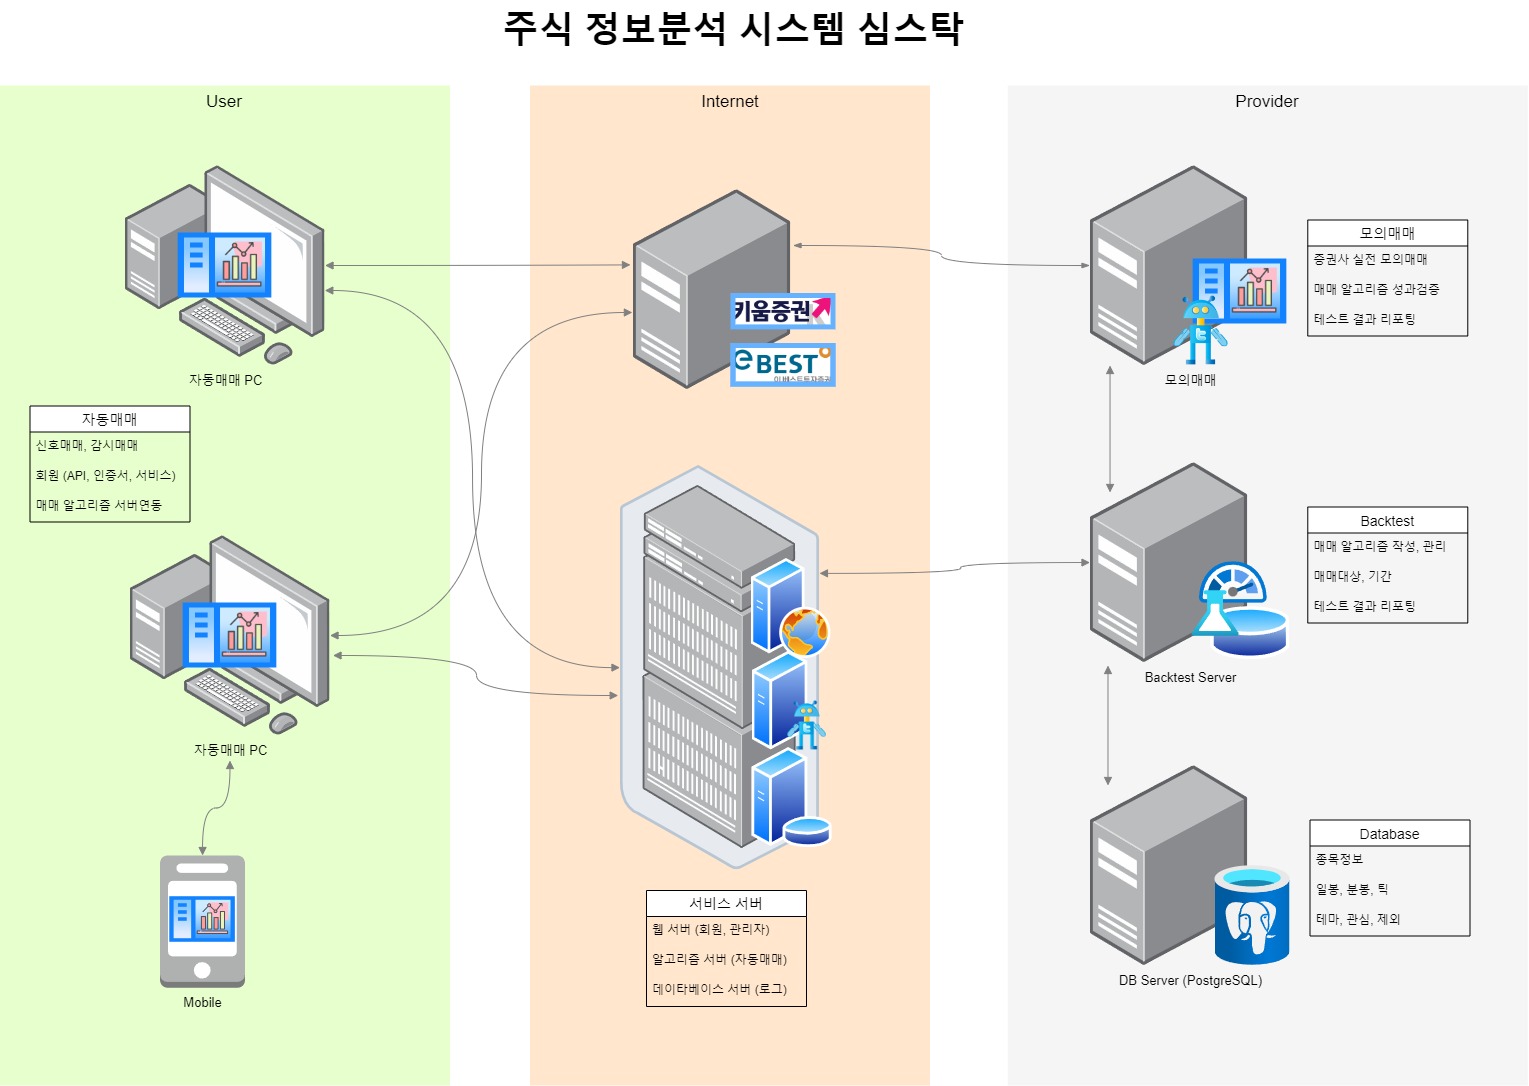 주식 정보분석 시스템 심스탁
User
Internet
Provider
자동매매 PC
자동매매
신호매매, 감시매매
회원 (API, 인증서, 서비스)
매매 알고리즘 서버연동
자동매매 PC
Mobile
키움증권
eBEST
이베스트투자증권
서비스 서버
웹 서버 (회원, 관리자)
알고리즘 서버 (자동매매)
데이타베이스 서버 (로그)
모의매매
모의매매
증권사 실전 모의매매
매매 알고리즘 성과검증
테스트 결과 리포팅
Backtest Server
Backtest
매매 알고리즘 작성, 관리
매매대상, 기간
테스트 결과 리포팅
DB Server (PostgreSQL)
Database
종목정보
일봉, 분봉, 틱
테마, 관심, 제외